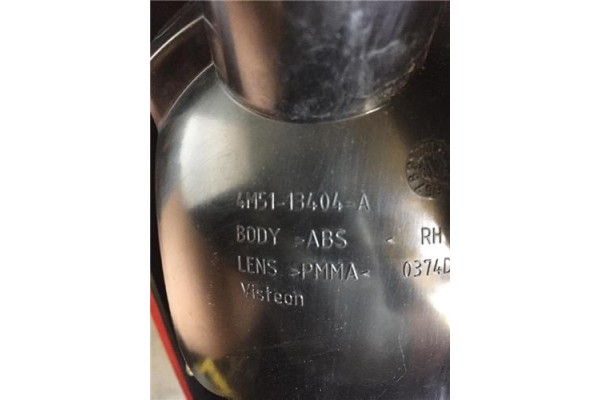 4M51-13404-A
BODY >ABS < RH
LENS >PMMA< 0374D
Visteon